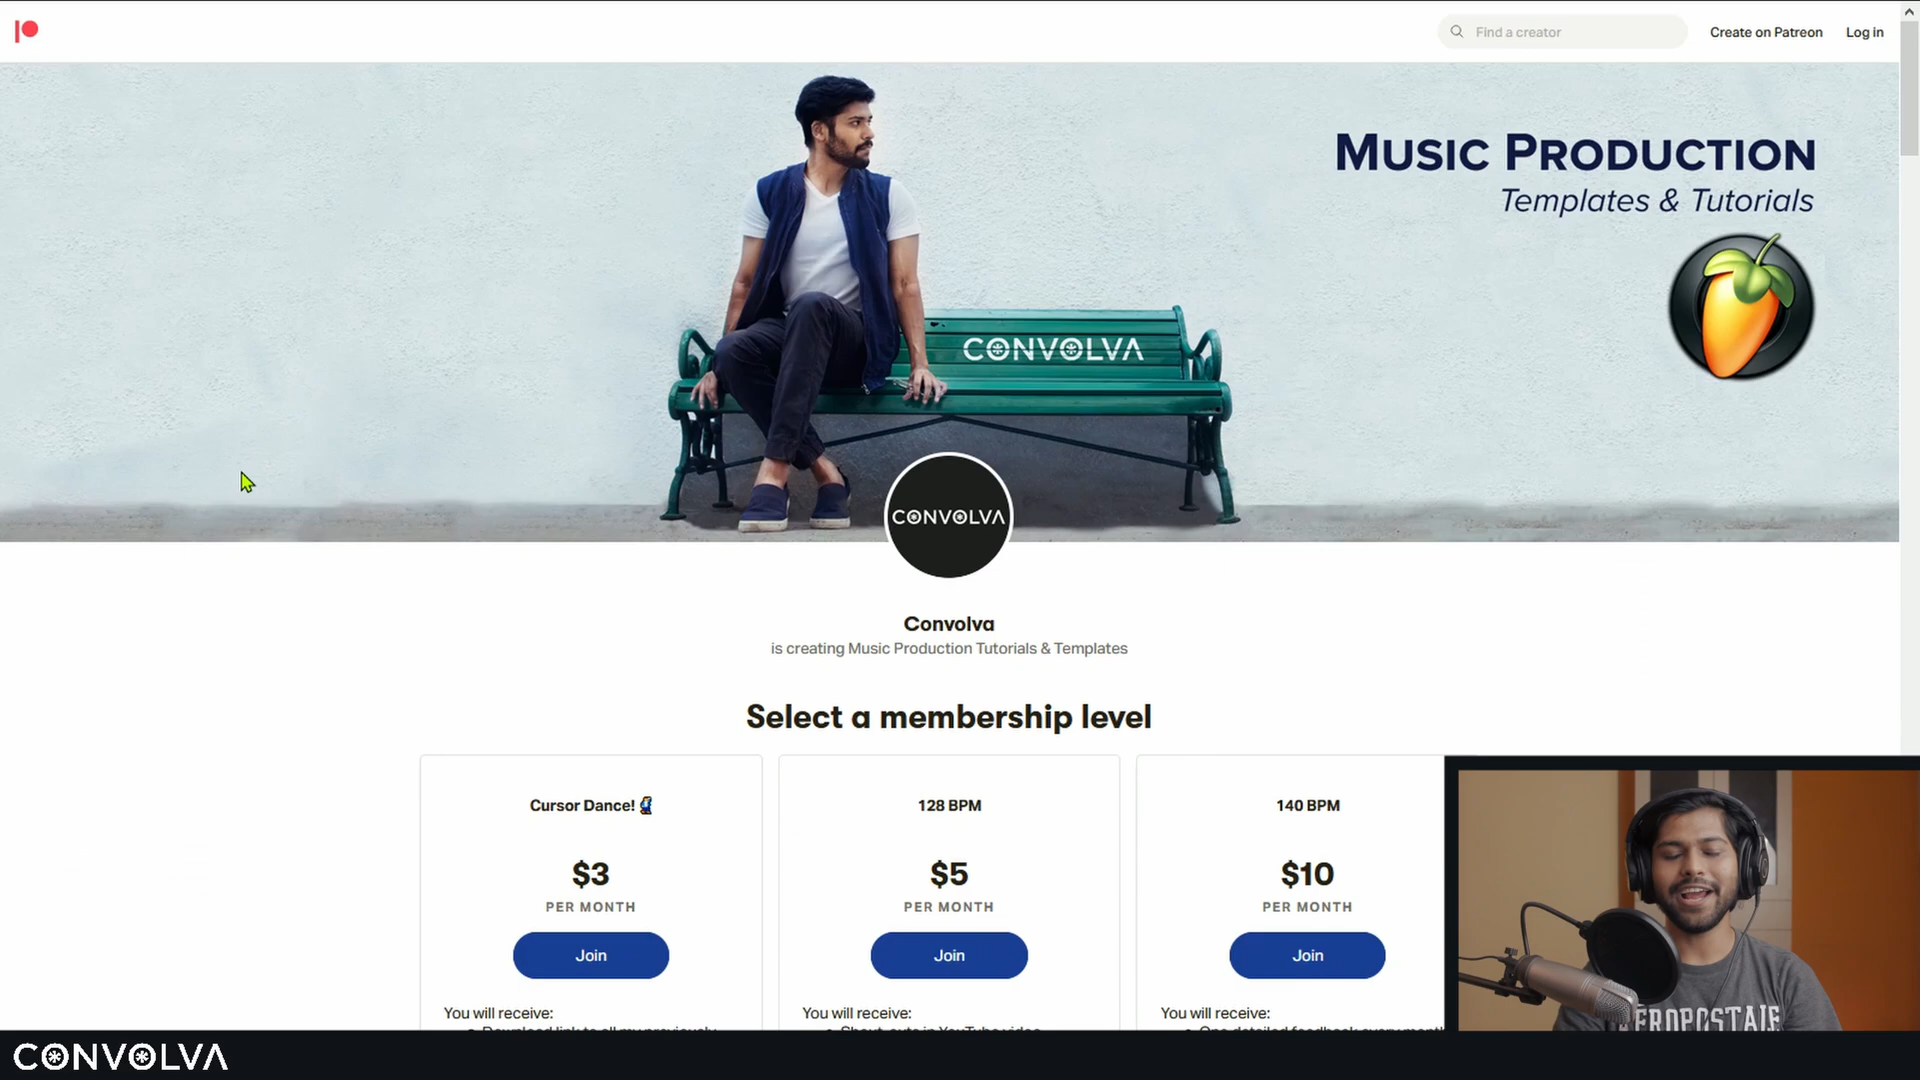 Find a creator
Create on Patreon
Log in
MUSIC PRODUCTION
Templates & Tutorials
CONVOLVA
CONVOLVA
Convolva
is creating Music Production Tutorials & Templates
Select a membership level
Cursor Dance!
$3
PER MONTH
Join
You will receive:
128 BPM
$5
PER MONTH
Join
You will receive:
140 BPM
$10
PER MONTH
Join
You will receive:
AEROPOSTALE
CONVOLVA